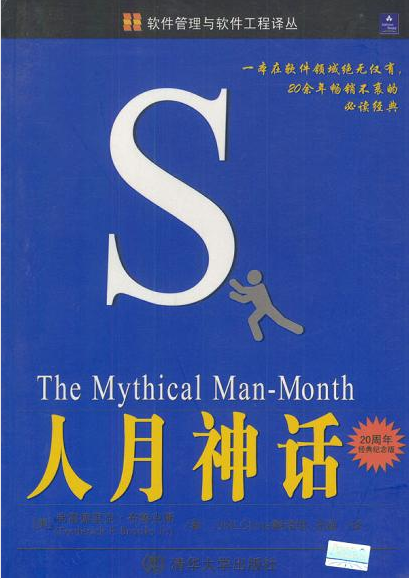 软件管理与软件工程译丛
一本在软件领域绝无仅有，
20余年畅销不衰的
必读经典
S
The Mythical Man-Month
人月神话
20周年
经典纪念版
清华大学出版社